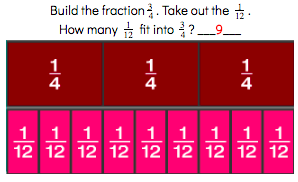 Build the fraction 3/4. Take out the 1/12.
How many 1/12 fit into 3/4? __9__
1/4 1/4 1/4
1/12 1/12 1/12 1/12 1/12 1/12 1/12 1/12 1/12